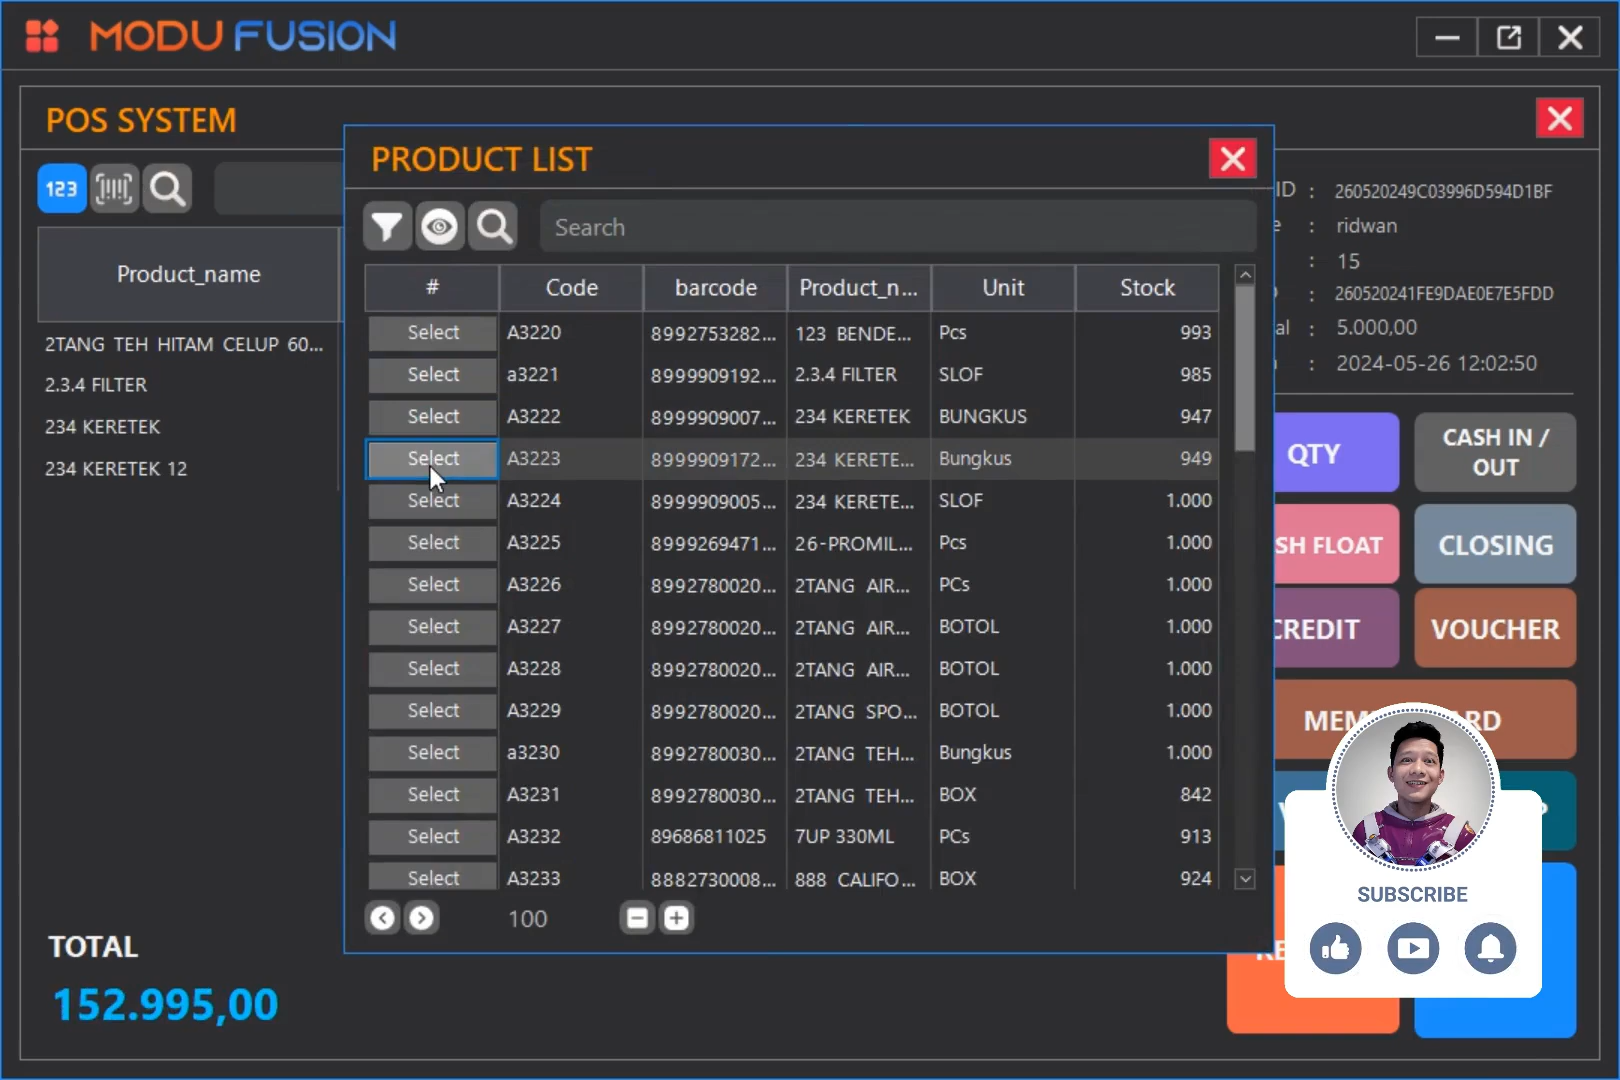 MODU FUSION
POS SYSTEM
123
Product_name
2TANG TEH HITAM CELUP 60...
2.3.4 FILTER
234 KERETEK
234 KERETEK 12
TOTAL
152.995,00
PRODUCT LIST
Search
# Code barcode Product_n... Unit Stock
Select A3220 8992753282... 123 BENDE... Pcs 993
Select a3221 8999909192... 2.3.4 FILTER SLOF 985
Select A3222 8999909007... 234 KERETEK BUNGKUS 947
Select A3223 8999909172... 234 KERETE... Bungkus 949
Select A3224 8999909005... 234 KERETE... SLOF 1.000
Select A3225 8999269471... 26-PROMIL... Pcs 1.000
Select A3226 8992780020... 2TANG AIR... PCs 1.000
Select A3227 8992780020... 2TANG AIR... BOTOL 1.000
Select A3228 8992780020... 2TANG AIR... BOTOL 1.000
Select A3229 8992780020... 2TANG SPO... BOTOL 1.000
Select a3230 8992780030... 2TANG TEH... Bungkus 1.000
Select A3231 8992780030... 2TANG TEH... BOX 842
Select A3232 89686811025 7UP 330ML PCs 913
Select A3233 8882730008... 888 CALIFO... BOX 924
100
ID : 260520249C03996D594D1BF
: ridwan
: 15
: 260520241FE9DAE0E7E5FDD
al : 5.000,00
: 2024-05-26 12:02:50
QTY
CASH IN /
OUT
SH FLOAT
CLOSING
CREDIT
VOUCHER
SUBSCRIBE